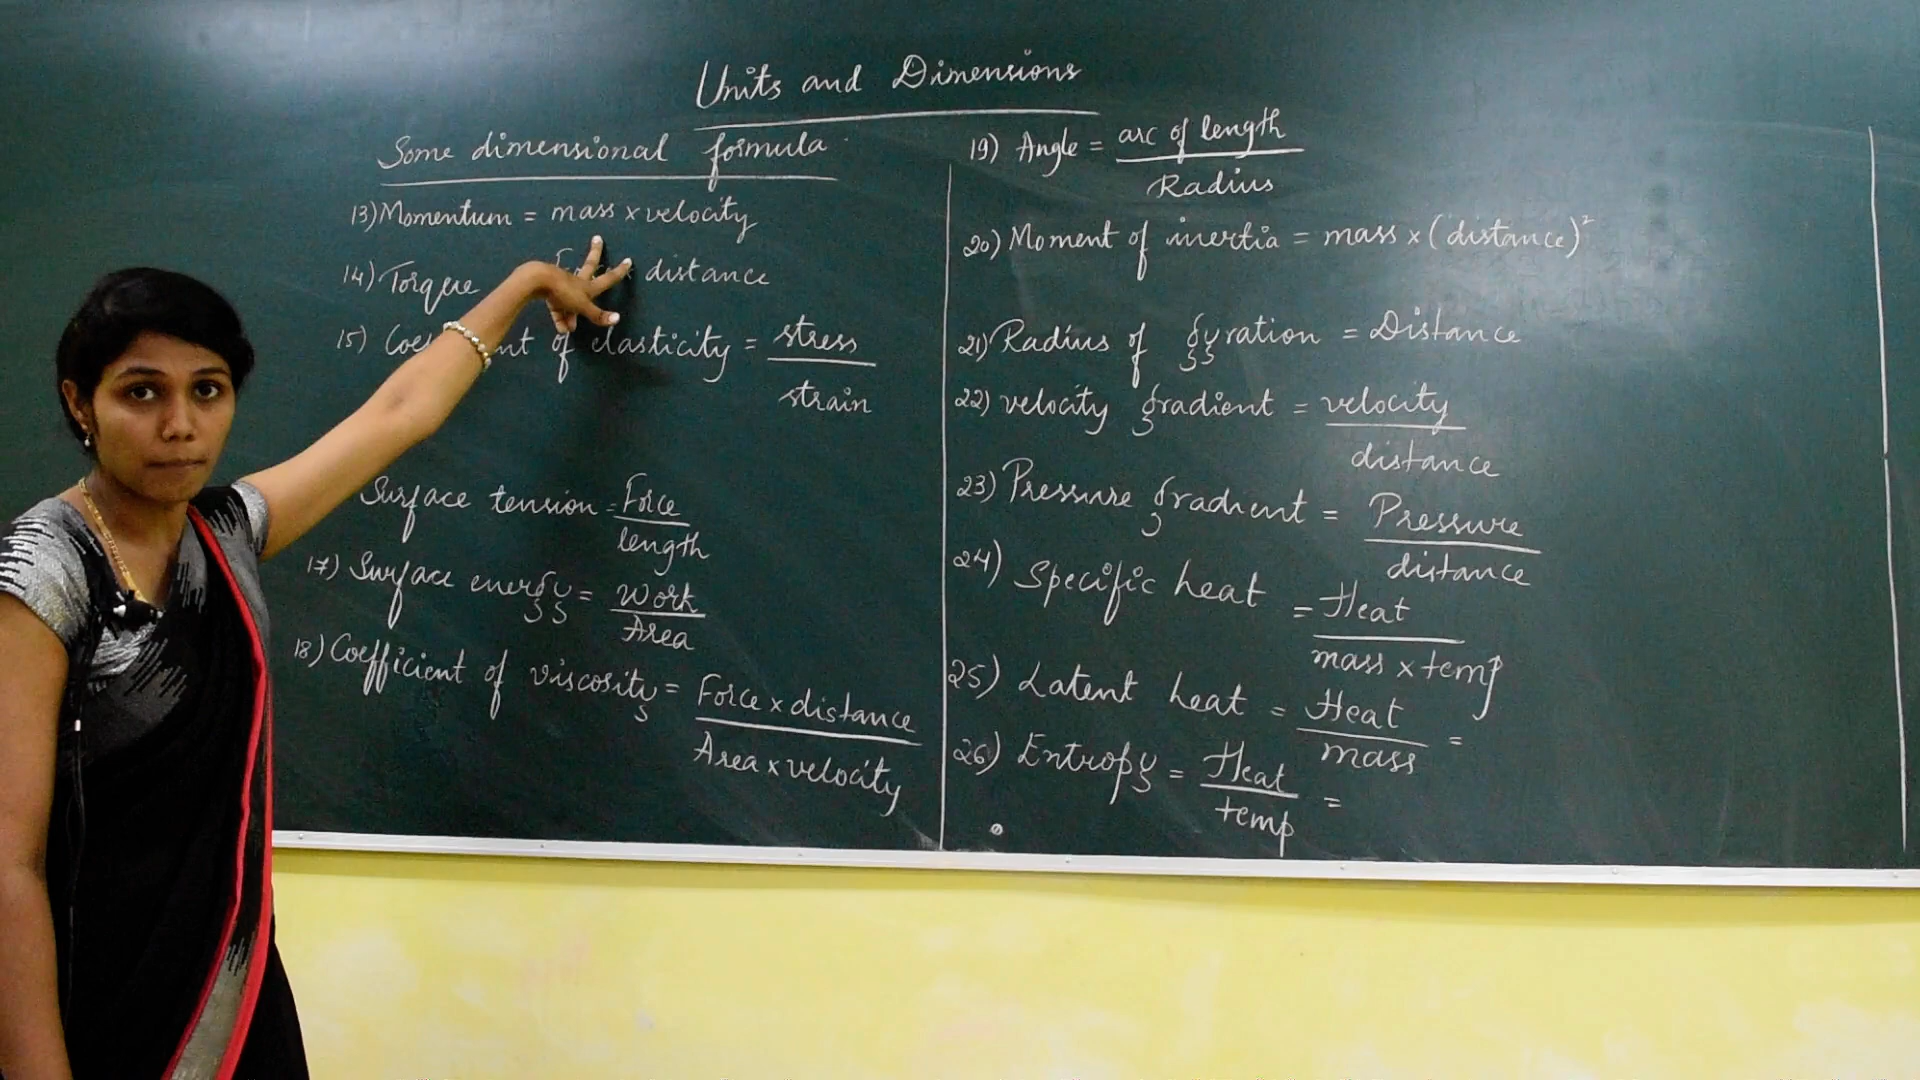 Units and Dimensions
Some dimensional formula
13) Momentum = mass x velocity
14) Torque distance
15) of elasticity = stress
strain
Surface tension = Force
length
17) Surface energy = Work
Area
18) Coefficient of viscosity = Force x distance
Area x velocity
19) Angle = arc of length
Radius
20) Moment of inertia = mass x (distance)²
21) Radius of gyration = Distance
22) velocity gradient = velocity
distance
23) Pressure gradient = Pressure
distance
24) Specific heat = Heat
mass x temp
25) Latent heat = Heat =
mass
26) Entropy = Heat =
temp